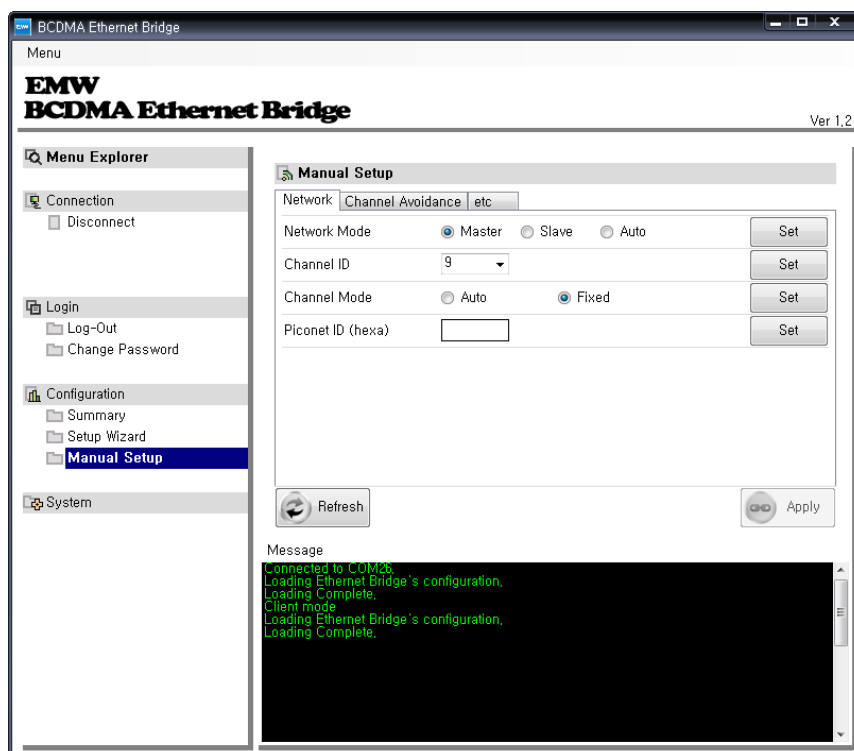 EMW BCDMA Ethernet Bridge
Menu
EMW
BCDMA Ethernet Bridge
Ver 1.2
Menu Explorer
Connection
Disconnect
Login
Log-Out
Change Password
Configuration
Summary
Setup Wizard
Manual Setup
System
Manual Setup
Network Channel Avoidance etc
Network Mode Master Slave Auto Set
Channel ID 9 Set
Channel Mode Auto Fixed Set
Piconet ID (hexa) Set
Refresh Apply
Message
Connected to COM26.
Loading Ethernet Bridge's configuration.
Loading Complete.
Client mode
Loading Ethernet Bridge's configuration.
Loading Complete.